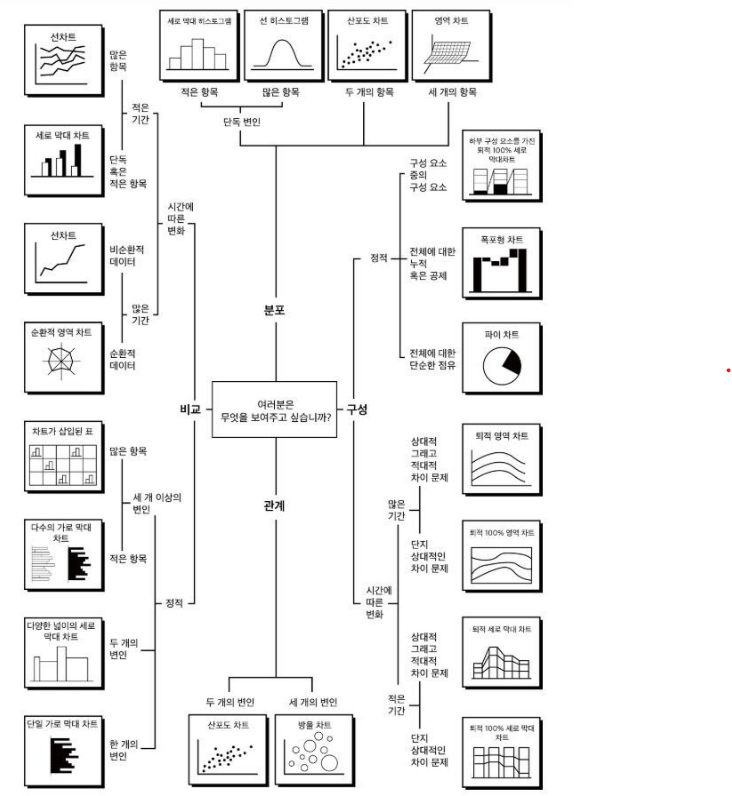 세로 막대 히스토그램
선 히스토그램
산포도 차트
영역 차트
적은 항목
많은 항목
두 개의 항목
세 개의 항목
단독 변인
분포
선차트
많은
항목
적은
기간
세로 막대 차트
단독
혹은
적은 항목
시간에
따른
변화
선차트
비순환적
데이터
많은
기간
순환적 영역 차트
순환적
데이터
비교
여러분은
무엇을 보여주고 싶습니까?
구성
관계
차트가 삽입된 표
많은 항목
세 개 이상의
변인
다수의 가로 막대
차트
적은 항목
정적
다양한 넓이의 세로
막대 차트
두 개의
변인
단일 가로 막대 차트
한 개의
변인
두 개의 변인
세 개의 변인
산포도 차트
방울 차트
정적
구성 요소
중의
구성 요소
하부 구성 요소를 가진
퇴적 100% 세로
막대차트
전체에 대한
누적
혹은 공제
폭포형 차트
전체에 대한
단순한 점유
파이 차트
시간에
따른
변화
많은
기간
상대적
그래고
적대적
차이 문제
퇴적 영역 차트
단지
상대적인
차이 문제
퇴적 100% 영역 차트
적은
기간
상대적
그래고
적대적
차이 문제
퇴적 세로 막대 차트
단지
상대적인
차이 문제
퇴적 100% 세로 막대
차트